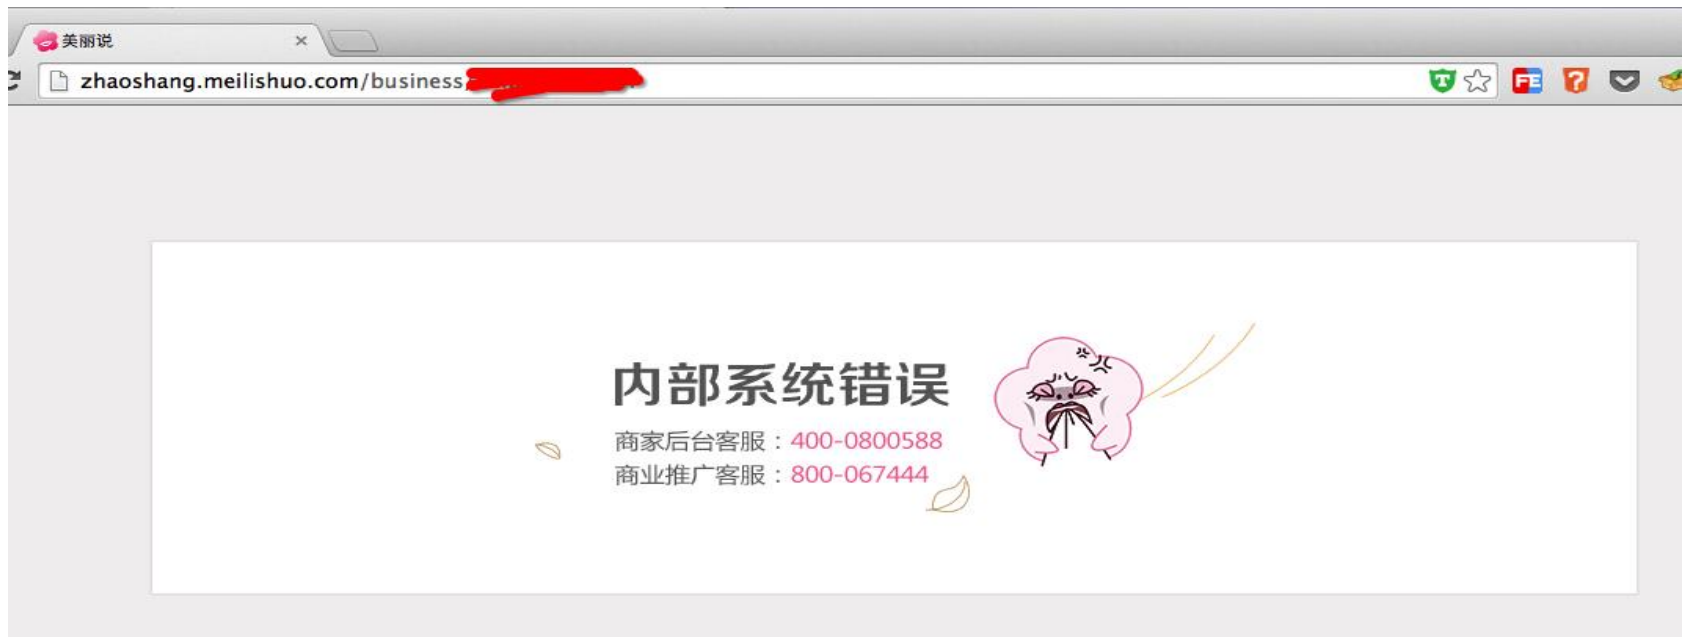 美丽说
zhaoshang.meilishuo.com/business
内部系统错误
商家后台客服：400-0800588
商业推广客服：800-067444